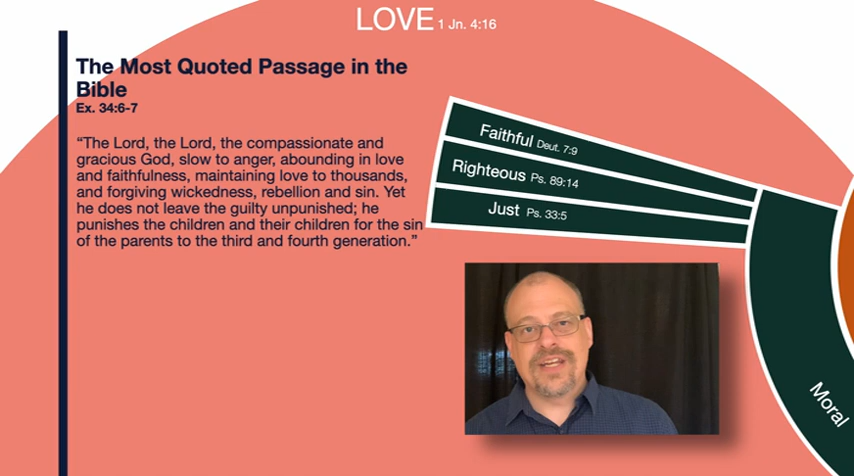 LOVE 1 Jn. 4:16
The Most Quoted Passage in the
Bible
Ex. 34:6-7
“The Lord, the Lord, the compassionate and
gracious God, slow to anger, abounding in love
and faithfulness, maintaining love to thousands,
and forgiving wickedness, rebellion and sin. Yet
he does not leave the guilty unpunished; he
punishes the children and their children for the sin
of the parents to the third and fourth generation.”
Faithful Deut. 7:9
Righteous Ps. 89:14
Just Ps. 33:5
Moral